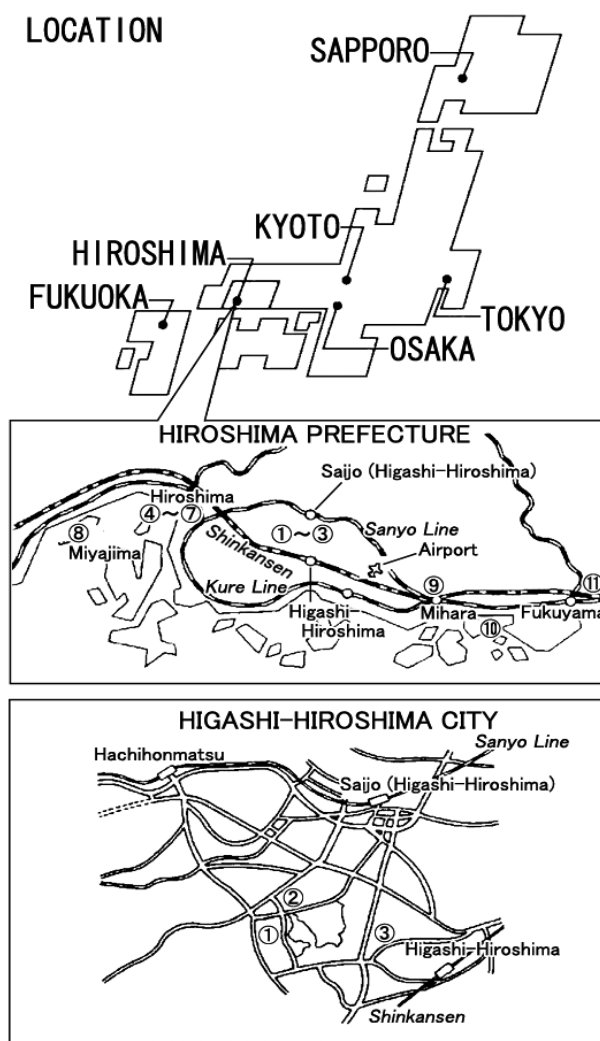 LOCATION
SAPPORO
KYOTO
HIROSHIMA
FUKUOKA
TOKYO
OSAKA
HIROSHIMA PREFECTURE
Saijo (Higashi-Hiroshima)
Hiroshima
④～⑦
①～③
Sanyo Line
Airport
⑧
Miyajima
Shinkansen
Kure Line
Higashi-
Hiroshima
⑨
Mihara
⑩
Fukuyama
⑪
HIGASHI-HIROSHIMA CITY
Sanyo Line
Hachihonmatsu
Saijo (Higashi-Hiroshima)
②
①
③
Higashi-Hiroshima
Shinkansen